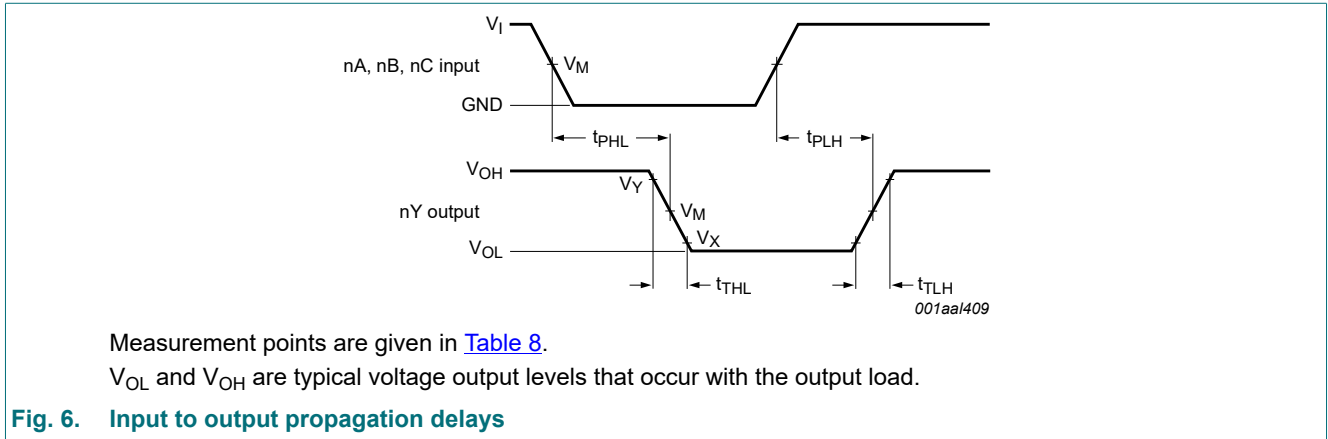 VI
nA, nB, nC input
VM
GND
tPHL
tPLH
VOH
VY
nY output
VM
VX
VOL
tTHL
tTLH
001aal409
Measurement points are given in Table 8.
VOL and VOH are typical voltage output levels that occur with the output load.
Fig. 6. Input to output propagation delays